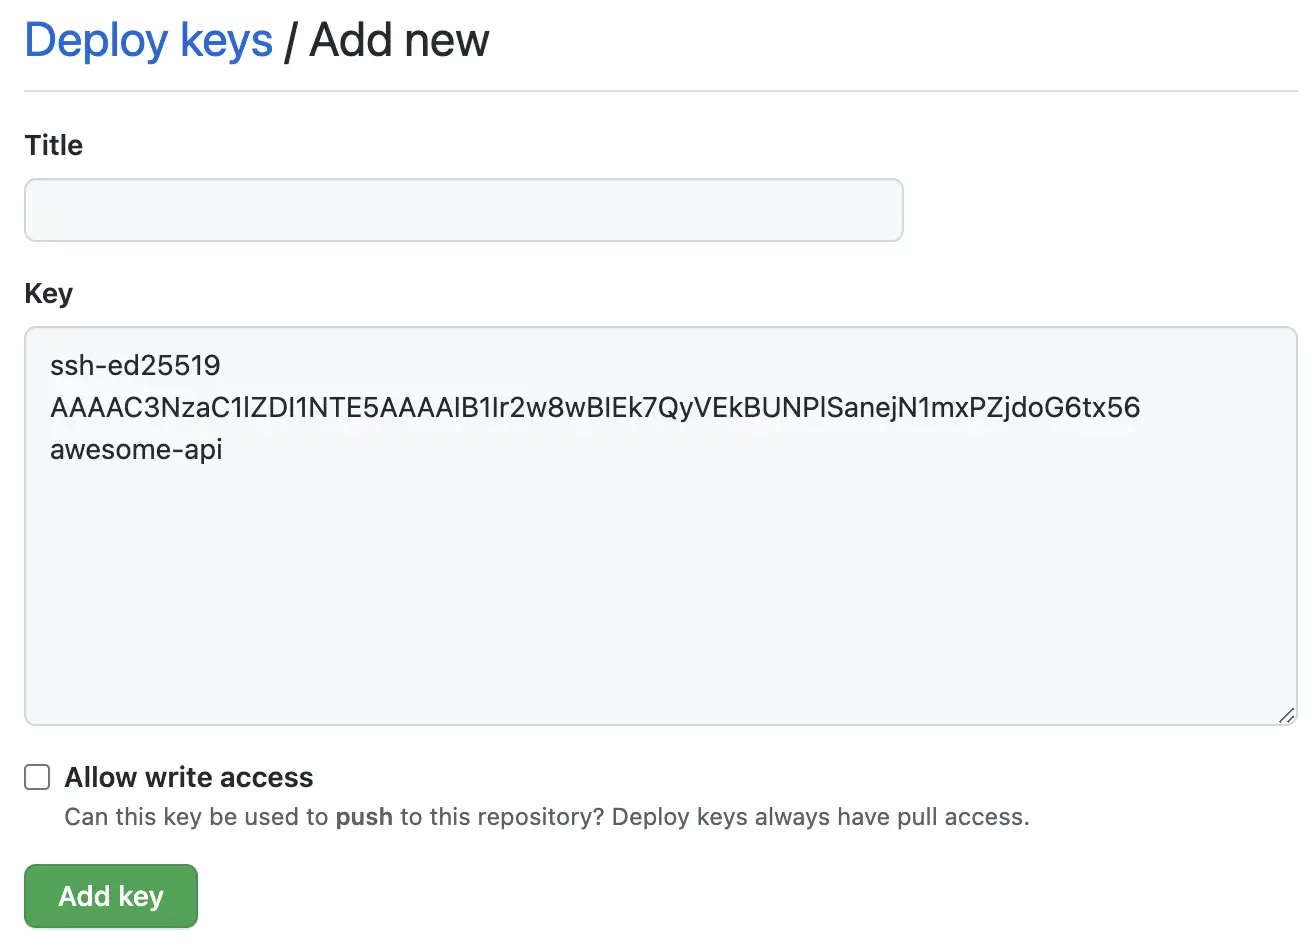 Deploy keys / Add new
Title
Key
ssh-ed25519
AAAAC3NzaC1lZDI1NTE5AAAAIB1Ir2w8wBIEk7QyVEkBUNPlSanejN1mxPZjdoG6tx56
awesome-api
Allow write access
Can this key be used to push to this repository? Deploy keys always have pull access.
Add key